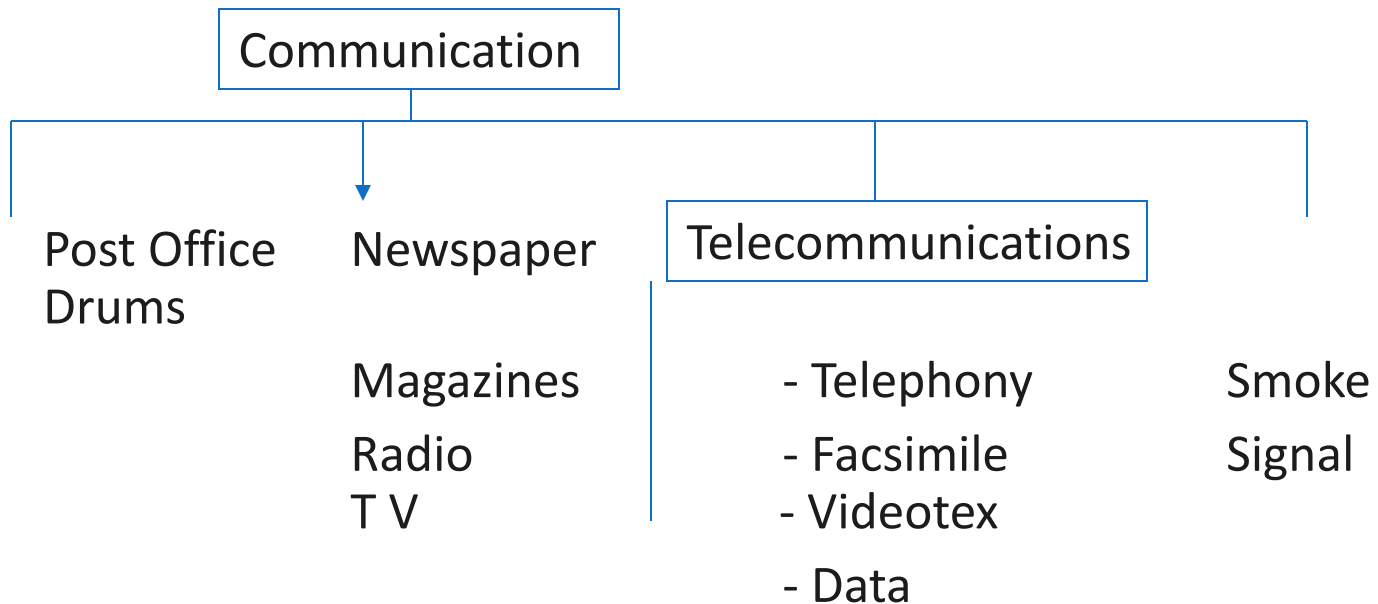 Communication
Post Office Newspaper Telecommunications
Drums
Magazines - Telephony Smoke
Radio - Facsimile Signal
T V - Videotex
- Data